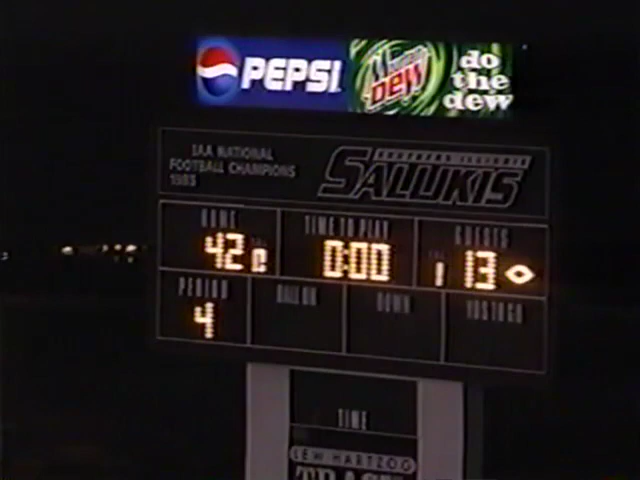 PEPSI
Mountain Dew
do the dew
IAA NATIONAL
FOOTBALL CHAMPIONS
1983
SOUTHERN ILLINOIS
SALUKIS
HOME TIME TO PLAY GUESTS
42 0:00 13
PERIOD BALL ON DOWN YDS TO GO
4
TIME
LEW HARTZOG
TRACK